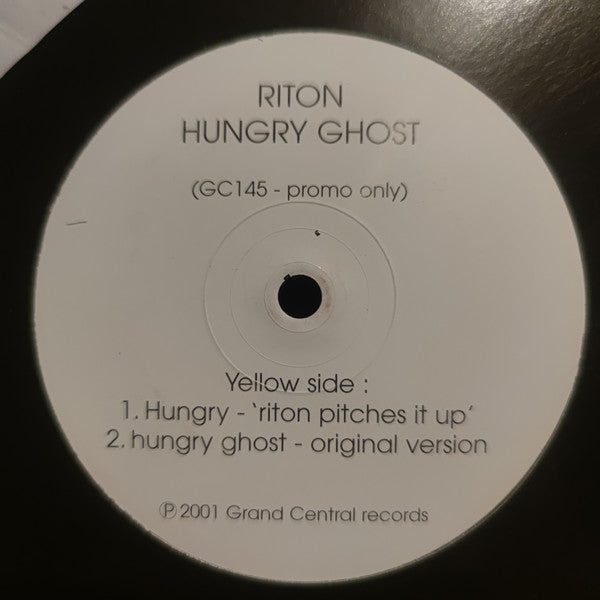 RITON
HUNGRY GHOST
(GC145 - promo only)
Yellow side :
1. Hungry - 'riton pitches it up'
2. hungry ghost - original version
℗ 2001 Grand Central records